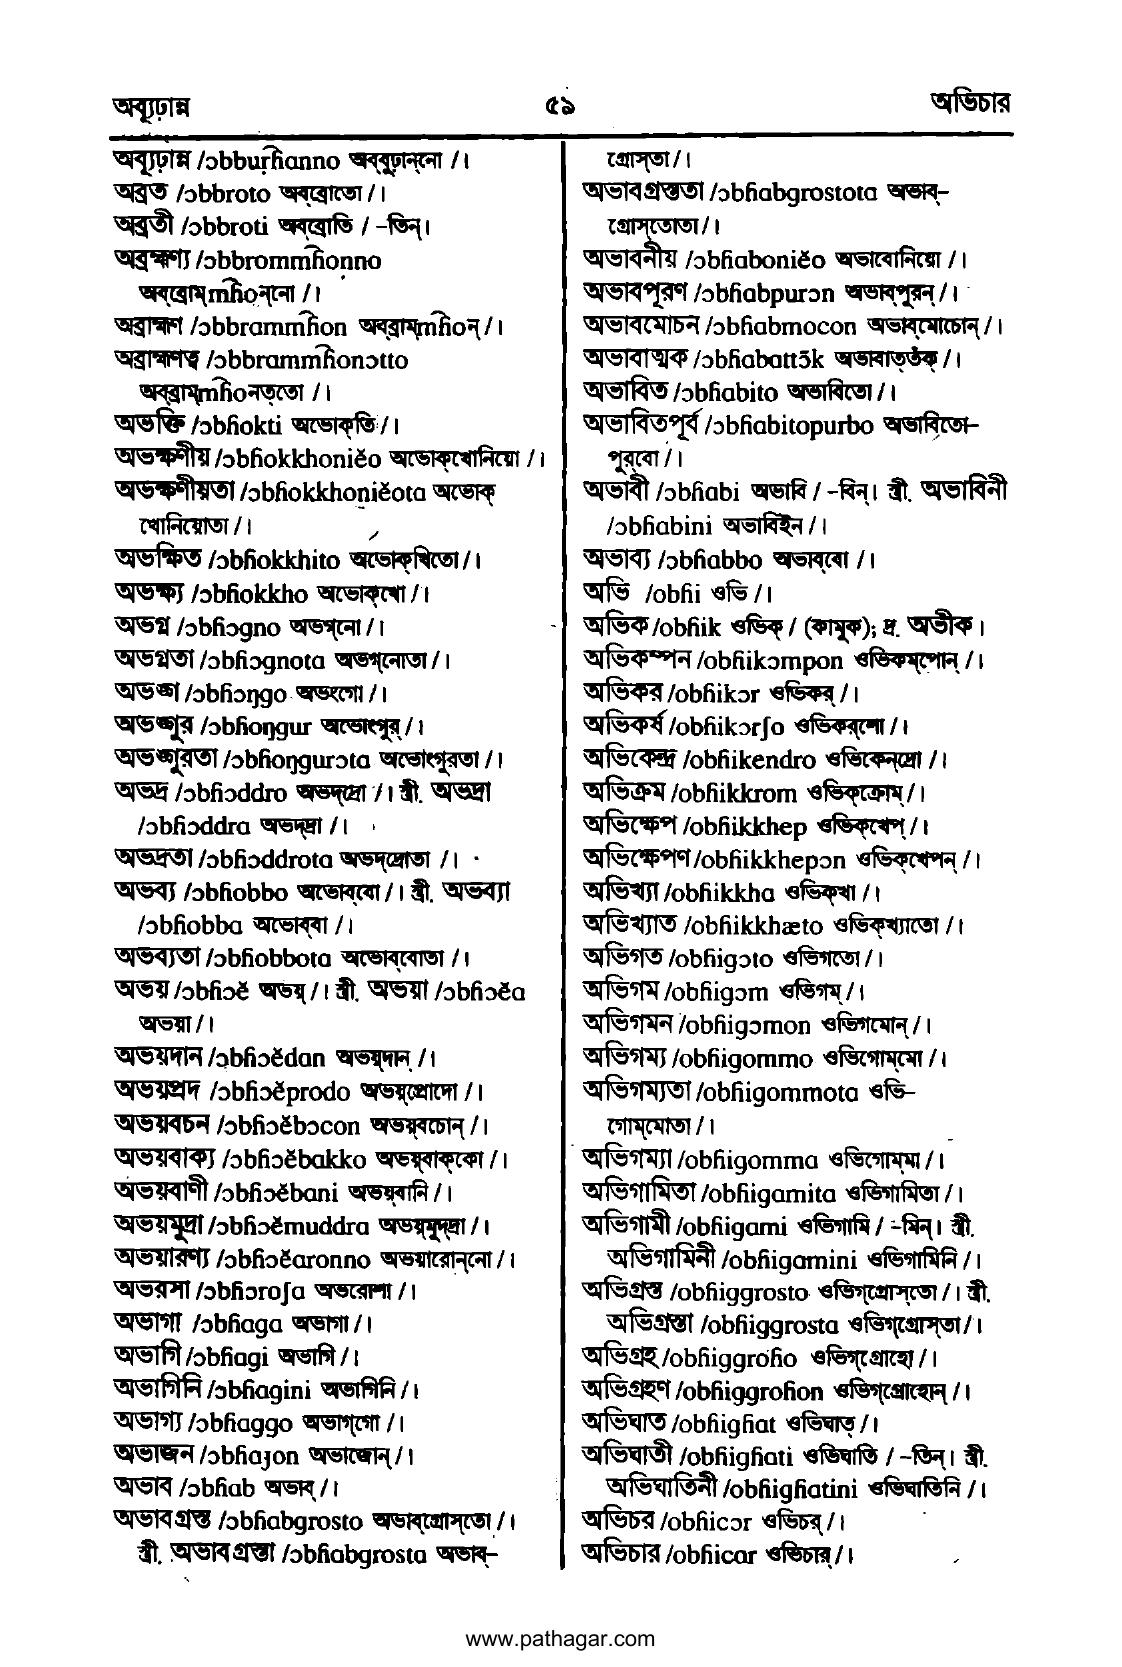 অব্যূঢ়ান্ন
৫৯
অভিচার
অব্যূঢ়ান্ন /ɔbbuɽɦanno অব্‌বুঢ়ান্‌নো /।
অব্রত /ɔbbroto অব্‌ব্রোতো /।
অব্রতী /ɔbbroti অব্‌ব্রোতি / -তিন্।
অব্রহ্মণ্য /ɔbbrommɦonno
অব্‌ব্রোম্‌mɦoন্‌নো /।
অব্রাহ্মণ /ɔbbrammɦon অব্‌ব্রাম্‌mɦoন্ /।
অব্রাহ্মণত্ব /ɔbbrammɦonɔtto
অব্‌ব্রাম্‌mɦoনত্‌তো /।
অভক্তি /ɔbɦokti অভোক্‌তি /।
অভক্ষণীয় /ɔbɦokkhoniĕo অভোক্‌খোনিয়ো /।
অভক্ষণীয়তা /ɔbɦokkhoniĕota অভোক্‌
খোনিয়োতা /।
অভক্ষিত /ɔbɦokkhito অভোক্‌খিতো /।
অভক্ষ্য /ɔbɦokkho অভোক্‌খো /।
অভগ্ন /ɔbɦɔgno অভগ্‌নো /।
অভগ্নতা /ɔbɦɔgnota অভগ্‌নোতা /।
অভঙ্গ /ɔbɦɔŋgo অভংগো /।
অভঙ্গুর /ɔbɦoŋgur অভোংগুর্ /।
অভঙ্গুরতা /ɔbɦoŋgurɔta অভোংগুরতা /।
অভদ্র /ɔbɦɔddro অভদ্‌দ্রো /। স্ত্রী. অভদ্রা
/ɔbɦɔddra অভদ্‌দ্রা /।
অভদ্রতা /ɔbɦɔddrota অভদ্‌দ্রোতা /।
অভব্য /ɔbɦobbo অভোব্‌বো /। স্ত্রী. অভব্যা
/ɔbɦobba অভোব্‌বা /।
অভব্যতা /ɔbɦobbota অভোব্‌বোতা /।
অভয় /ɔbɦɔĕ অভয়্ /। স্ত্রী. অভয়া /ɔbɦɔĕa
অভয়া /।
অভয়দান /ɔbɦɔĕdan অভয়্‌দান্ /।
অভয়প্রদ /ɔbɦɔĕprodo অভয়্‌প্রোদো /।
অভয়বচন /ɔbɦɔĕbɔcon অভয়্‌বচোন্ /।
অভয়বাক্য /ɔbɦɔĕbakko অভয়্‌বাক্‌কো /।
অভয়বাণী /ɔbɦɔĕbani অভয়্‌বানি /।
অভয়মুদ্রা /ɔbɦɔĕmuddra অভয়্‌মুদ্‌দ্রা /।
অভয়ারণ্য /ɔbɦɔĕaronno অভয়ারোন্‌নো /।
অভরসা /ɔbɦɔroʃa অভরোশা /।
অভাগা /ɔbɦaga অভাগা /।
অভাগি /ɔbɦagi অভাগি /।
অভাগিনি /ɔbɦagini অভাগিনি /।
অভাগ্য /ɔbɦaggo অভাগ্‌গো /।
অভাজন /ɔbɦaɟon অভাজোন্ /।
অভাব /ɔbɦab অভাব্ /।
অভাবগ্রস্ত /ɔbɦabgrosto অভাব্‌গ্রোস্‌তো /।
স্ত্রী. অভাবগ্রস্তা /ɔbɦabgrosta অভাব্‌–
গ্রোস্‌তা /।
অভাবগ্রস্ততা /ɔbɦabgrostota অভাব্‌–
গ্রোস্‌তোতা /।
অভাবনীয় /ɔbɦaboniĕo অভাবোনিয়ো /।
অভাবপূরণ /ɔbɦabpurɔn অভাব্‌পূরন্ /।
অভাবমোচন /ɔbɦabmocon অভাব্‌মোচোন্ /।
অভাবাত্মক /ɔbɦabattɔ̃k অভাবাত্‌তঁক্ /।
অভাবিত /ɔbɦabito অভাবিতো /।
অভাবিতপূর্ব /ɔbɦabitopurbo অভাবিতো–
পুর্‌বো /।
অভাবী /ɔbɦabi অভাবি / -বিন্। স্ত্রী. অভাবিনী
/ɔbɦabini অভাবিইন /।
অভাব্য /ɔbɦabbo অভাব্‌বো /।
অভি /obɦi ওভি /।
অভিক /obɦik ওভিক্ / (কামুক); দ্র. অভীক।
অভিকম্পন /obɦikɔmpon ওভিকম্‌পোন্ /।
অভিকর /obɦikɔr ওভিকর্ /।
অভিকর্ষ /obɦikɔrʃo ওভিকর্‌শো /।
অভিকেন্দ্র /obɦikendro ওভিকেন্‌দ্রো /।
অভিক্রম /obɦikkrom ওভিক্‌ক্রোম্ /।
অভিক্ষেপ /obɦikkhep ওভিক্‌খেপ্ /।
অভিক্ষেপণ /obɦikkhepɔn ওভিক্‌খেপন্ /।
অভিখ্যা /obɦikkha ওভিক্‌খা /।
অভিখ্যাত /obɦikkhæto ওভিক্‌খ্যাতো /।
অভিগত /obɦigɔto ওভিগতো /।
অভিগম /obɦigɔm ওভিগম্ /।
অভিগমন /obɦigɔmon ওভিগমোন্ /।
অভিগম্য /obɦigommo ওভিগোম্‌মো /।
অভিগম্যতা /obɦigommota ওভি–
গোম্‌মোতা /।
অভিগম্যা /obɦigomma ওভিগোম্‌মা /।
অভিগামিতা /obɦigamita ওভিগামিতা /।
অভিগামী /obɦigami ওভিগামি / -মিন্। স্ত্রী.
অভিগামিনী /obɦigamini ওভিগামিনি /।
অভিগ্রস্ত /obɦiggrosto ওভিগ্‌গ্রোস্‌তো /। স্ত্রী.
অভিগ্রস্তা /obɦiggrosta ওভিগ্‌গ্রোস্‌তা /।
অভিগ্রহ /obɦiggroɦo ওভিগ্‌গ্রোহো /।
অভিগ্রহণ /obɦiggroɦon ওভিগ্‌গ্রোহোন্ /।
অভিঘাত /obɦigɦat ওভিঘাত্ /।
অভিঘাতী /obɦigɦati ওভিঘাতি / -তিন্। স্ত্রী.
অভিঘাতিনী /obɦigɦatini ওভিঘাতিনি /।
অভিচর /obɦicɔr ওভিচর্ /।
অভিচার /obɦicar ওভিচার্ /।
www.pathagar.com